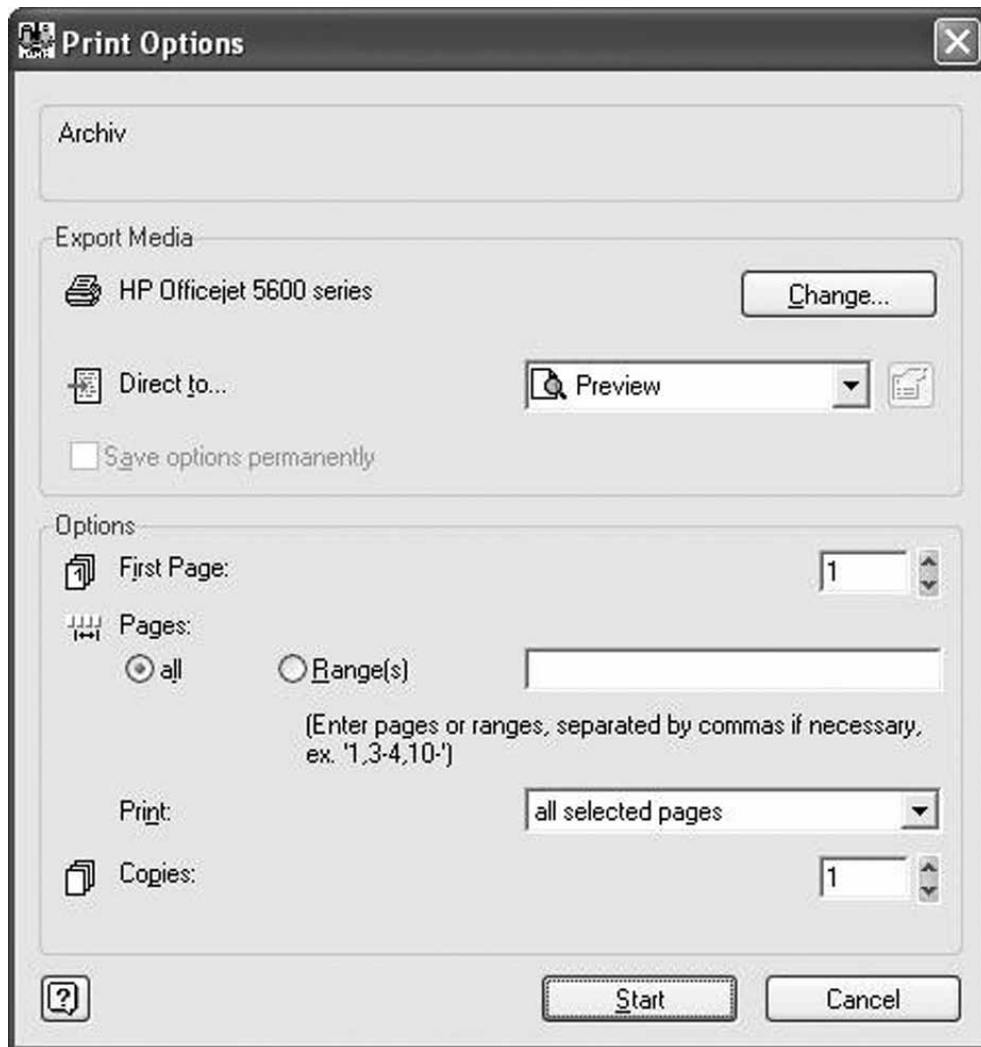 Print Options
Archiv
Export Media
HP Officejet 5600 series
Change...
Direct to...
Preview
Save options permanently
Options
First Page:
1
Pages:
all
Range(s)
(Enter pages or ranges, separated by commas if necessary,
ex. '1,3-4,10-')
Print:
all selected pages
Copies:
1
Start
Cancel